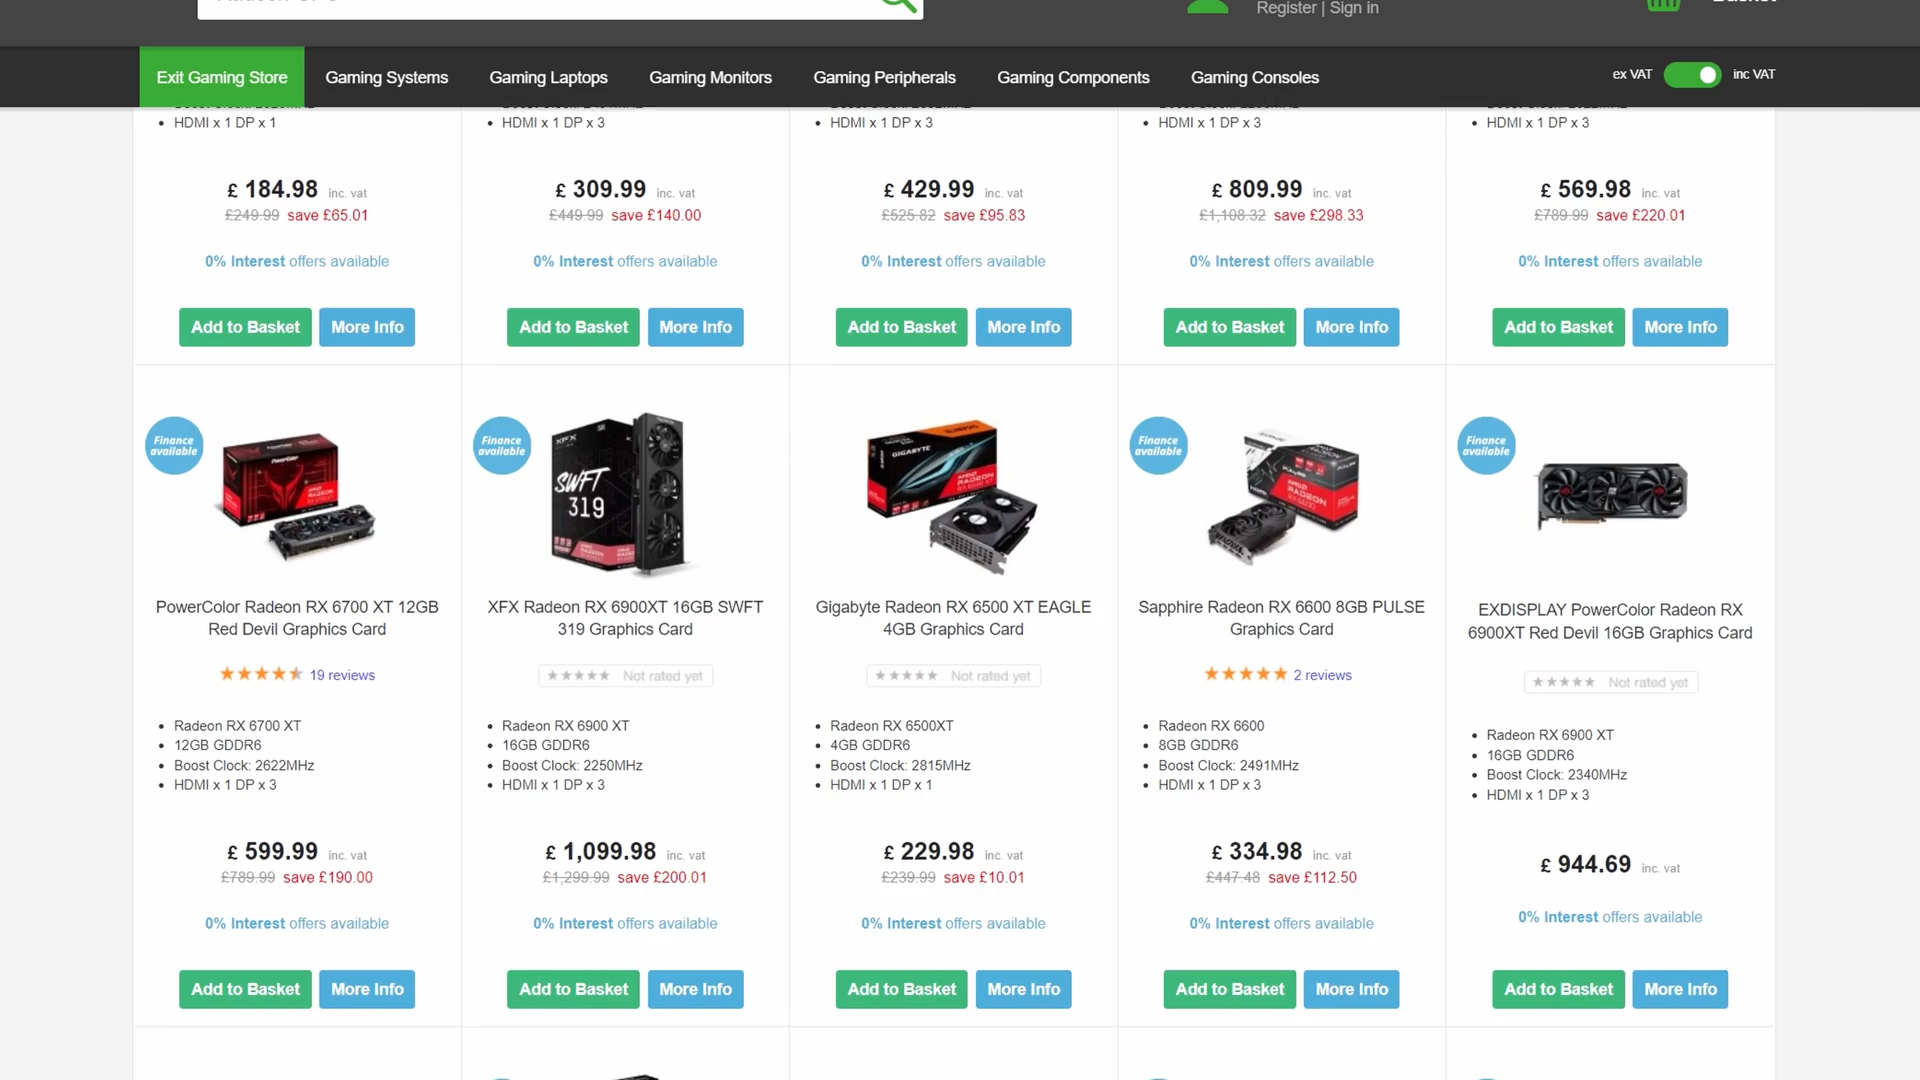 Register | Sign in
Exit Gaming Store
Gaming Systems
Gaming Laptops
Gaming Monitors
Gaming Peripherals
Gaming Components
Gaming Consoles
ex VAT
inc VAT
• HDMI x 1 DP x 1
• HDMI x 1 DP x 3
• HDMI x 1 DP x 3
• HDMI x 1 DP x 3
• HDMI x 1 DP x 3
£ 184.98 inc. vat
£249.99 save £65.01
£ 309.99 inc. vat
£449.99 save £140.00
£ 429.99 inc. vat
£525.82 save £95.83
£ 809.99 inc. vat
£1,108.32 save £298.33
£ 569.98 inc. vat
£789.99 save £220.01
0% Interest offers available
0% Interest offers available
0% Interest offers available
0% Interest offers available
0% Interest offers available
Add to Basket
More Info
Add to Basket
More Info
Add to Basket
More Info
Add to Basket
More Info
Add to Basket
More Info
Finance
available
PowerColor Radeon RX 6700 XT 12GB
Red Devil Graphics Card
19 reviews
• Radeon RX 6700 XT
• 12GB GDDR6
• Boost Clock: 2622MHz
• HDMI x 1 DP x 3
£ 599.99 inc. vat
£789.99 save £190.00
0% Interest offers available
Add to Basket
More Info
Finance
available
XFX
SWFT
319
XFX Radeon RX 6900XT 16GB SWFT
319 Graphics Card
Not rated yet
• Radeon RX 6900 XT
• 16GB GDDR6
• Boost Clock: 2250MHz
• HDMI x 1 DP x 3
£ 1,099.98 inc. vat
£1,299.99 save £200.01
0% Interest offers available
Add to Basket
More Info
GIGABYTE
Gigabyte Radeon RX 6500 XT EAGLE
4GB Graphics Card
Not rated yet
• Radeon RX 6500XT
• 4GB GDDR6
• Boost Clock: 2815MHz
• HDMI x 1 DP x 1
£ 229.98 inc. vat
£239.99 save £10.01
0% Interest offers available
Add to Basket
More Info
Finance
available
Sapphire Radeon RX 6600 8GB PULSE
Graphics Card
2 reviews
• Radeon RX 6600
• 8GB GDDR6
• Boost Clock: 2491MHz
• HDMI x 1 DP x 3
£ 334.98 inc. vat
£447.48 save £112.50
0% Interest offers available
Add to Basket
More Info
Finance
available
EXDISPLAY PowerColor Radeon RX
6900XT Red Devil 16GB Graphics Card
Not rated yet
• Radeon RX 6900 XT
• 16GB GDDR6
• Boost Clock: 2340MHz
• HDMI x 1 DP x 3
£ 944.69 inc. vat
0% Interest offers available
Add to Basket
More Info